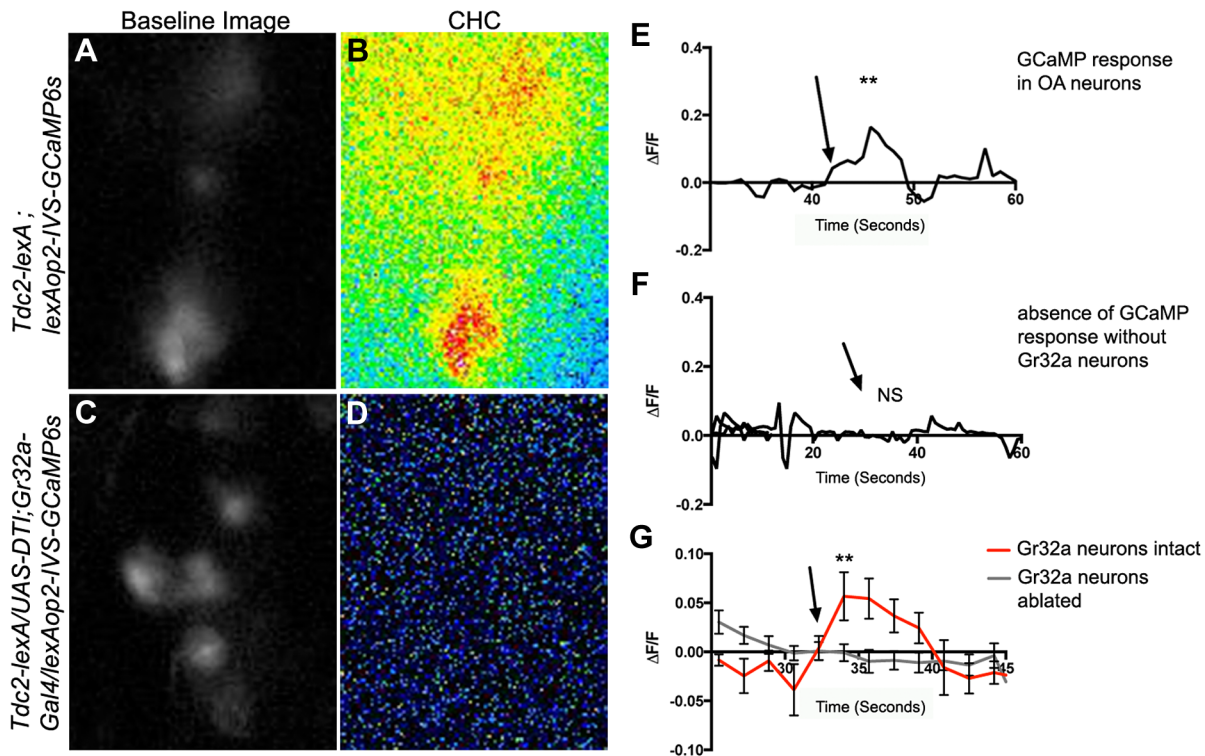 Baseline Image
CHC
A
B
Tdc2-lexA ;
lexAop2-IVS-GCaMP6s
C
D
Tdc2-lexA/UAS-DTI;Gr32a-
Gal4/lexAop2-IVS-GCaMP6s
E
0.4
0.2
0.0
-0.2
ΔF/F
**
40
50
60
Time (Seconds)
GCaMP response
in OA neurons
F
0.4
0.2
0.0
-0.2
ΔF/F
NS
20
40
60
Time (Seconds)
absence of GCaMP
response without
Gr32a neurons
G
0.10
0.05
0.00
-0.05
-0.10
ΔF/F
**
30
35
40
45
Time (Seconds)
Gr32a neurons intact
Gr32a neurons
ablated